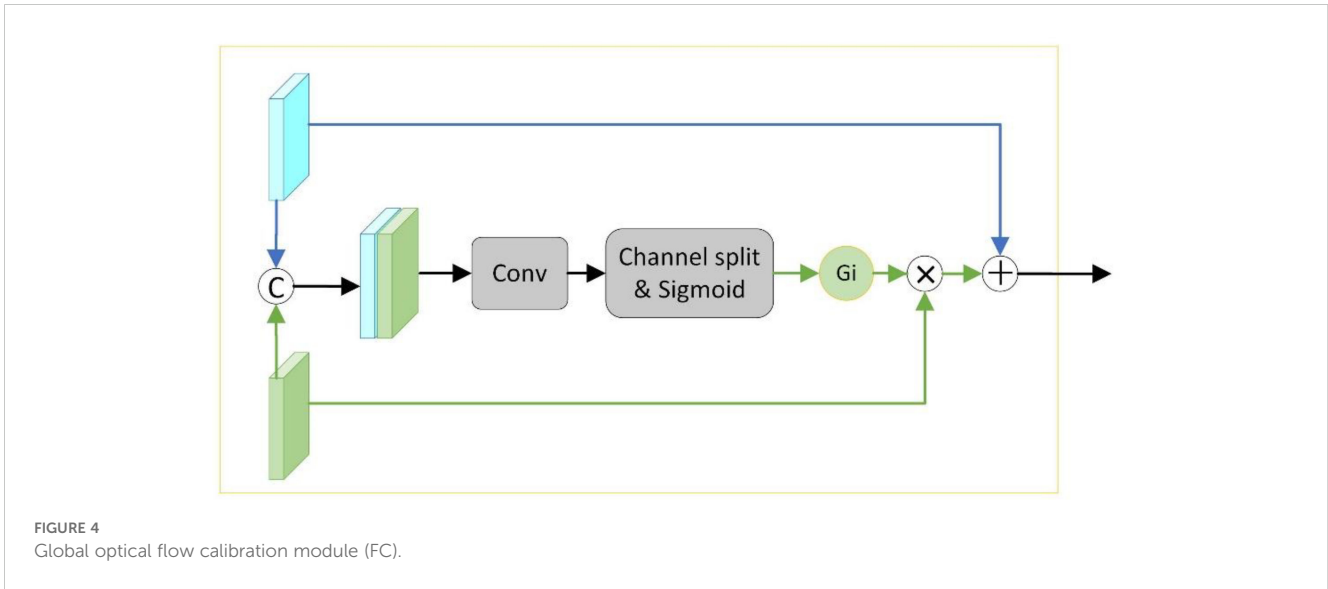 C
Conv
Channel split
& Sigmoid
Gi
×
+
FIGURE 4
Global optical flow calibration module (FC).